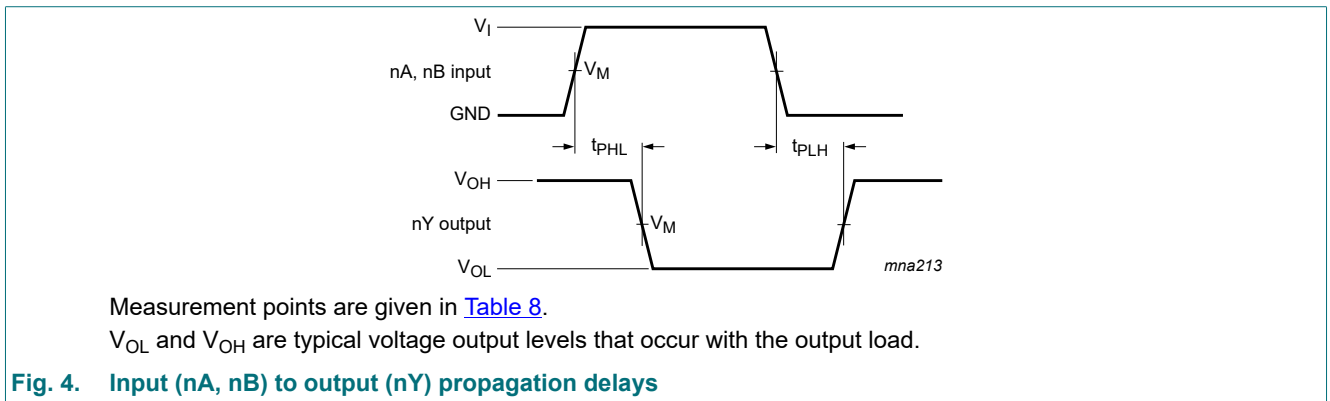 V_I
nA, nB input
V_M
GND
t_PHL
t_PLH
V_OH
nY output
V_M
V_OL
mna213
Measurement points are given in Table 8.
V_OL and V_OH are typical voltage output levels that occur with the output load.
Fig. 4. Input (nA, nB) to output (nY) propagation delays